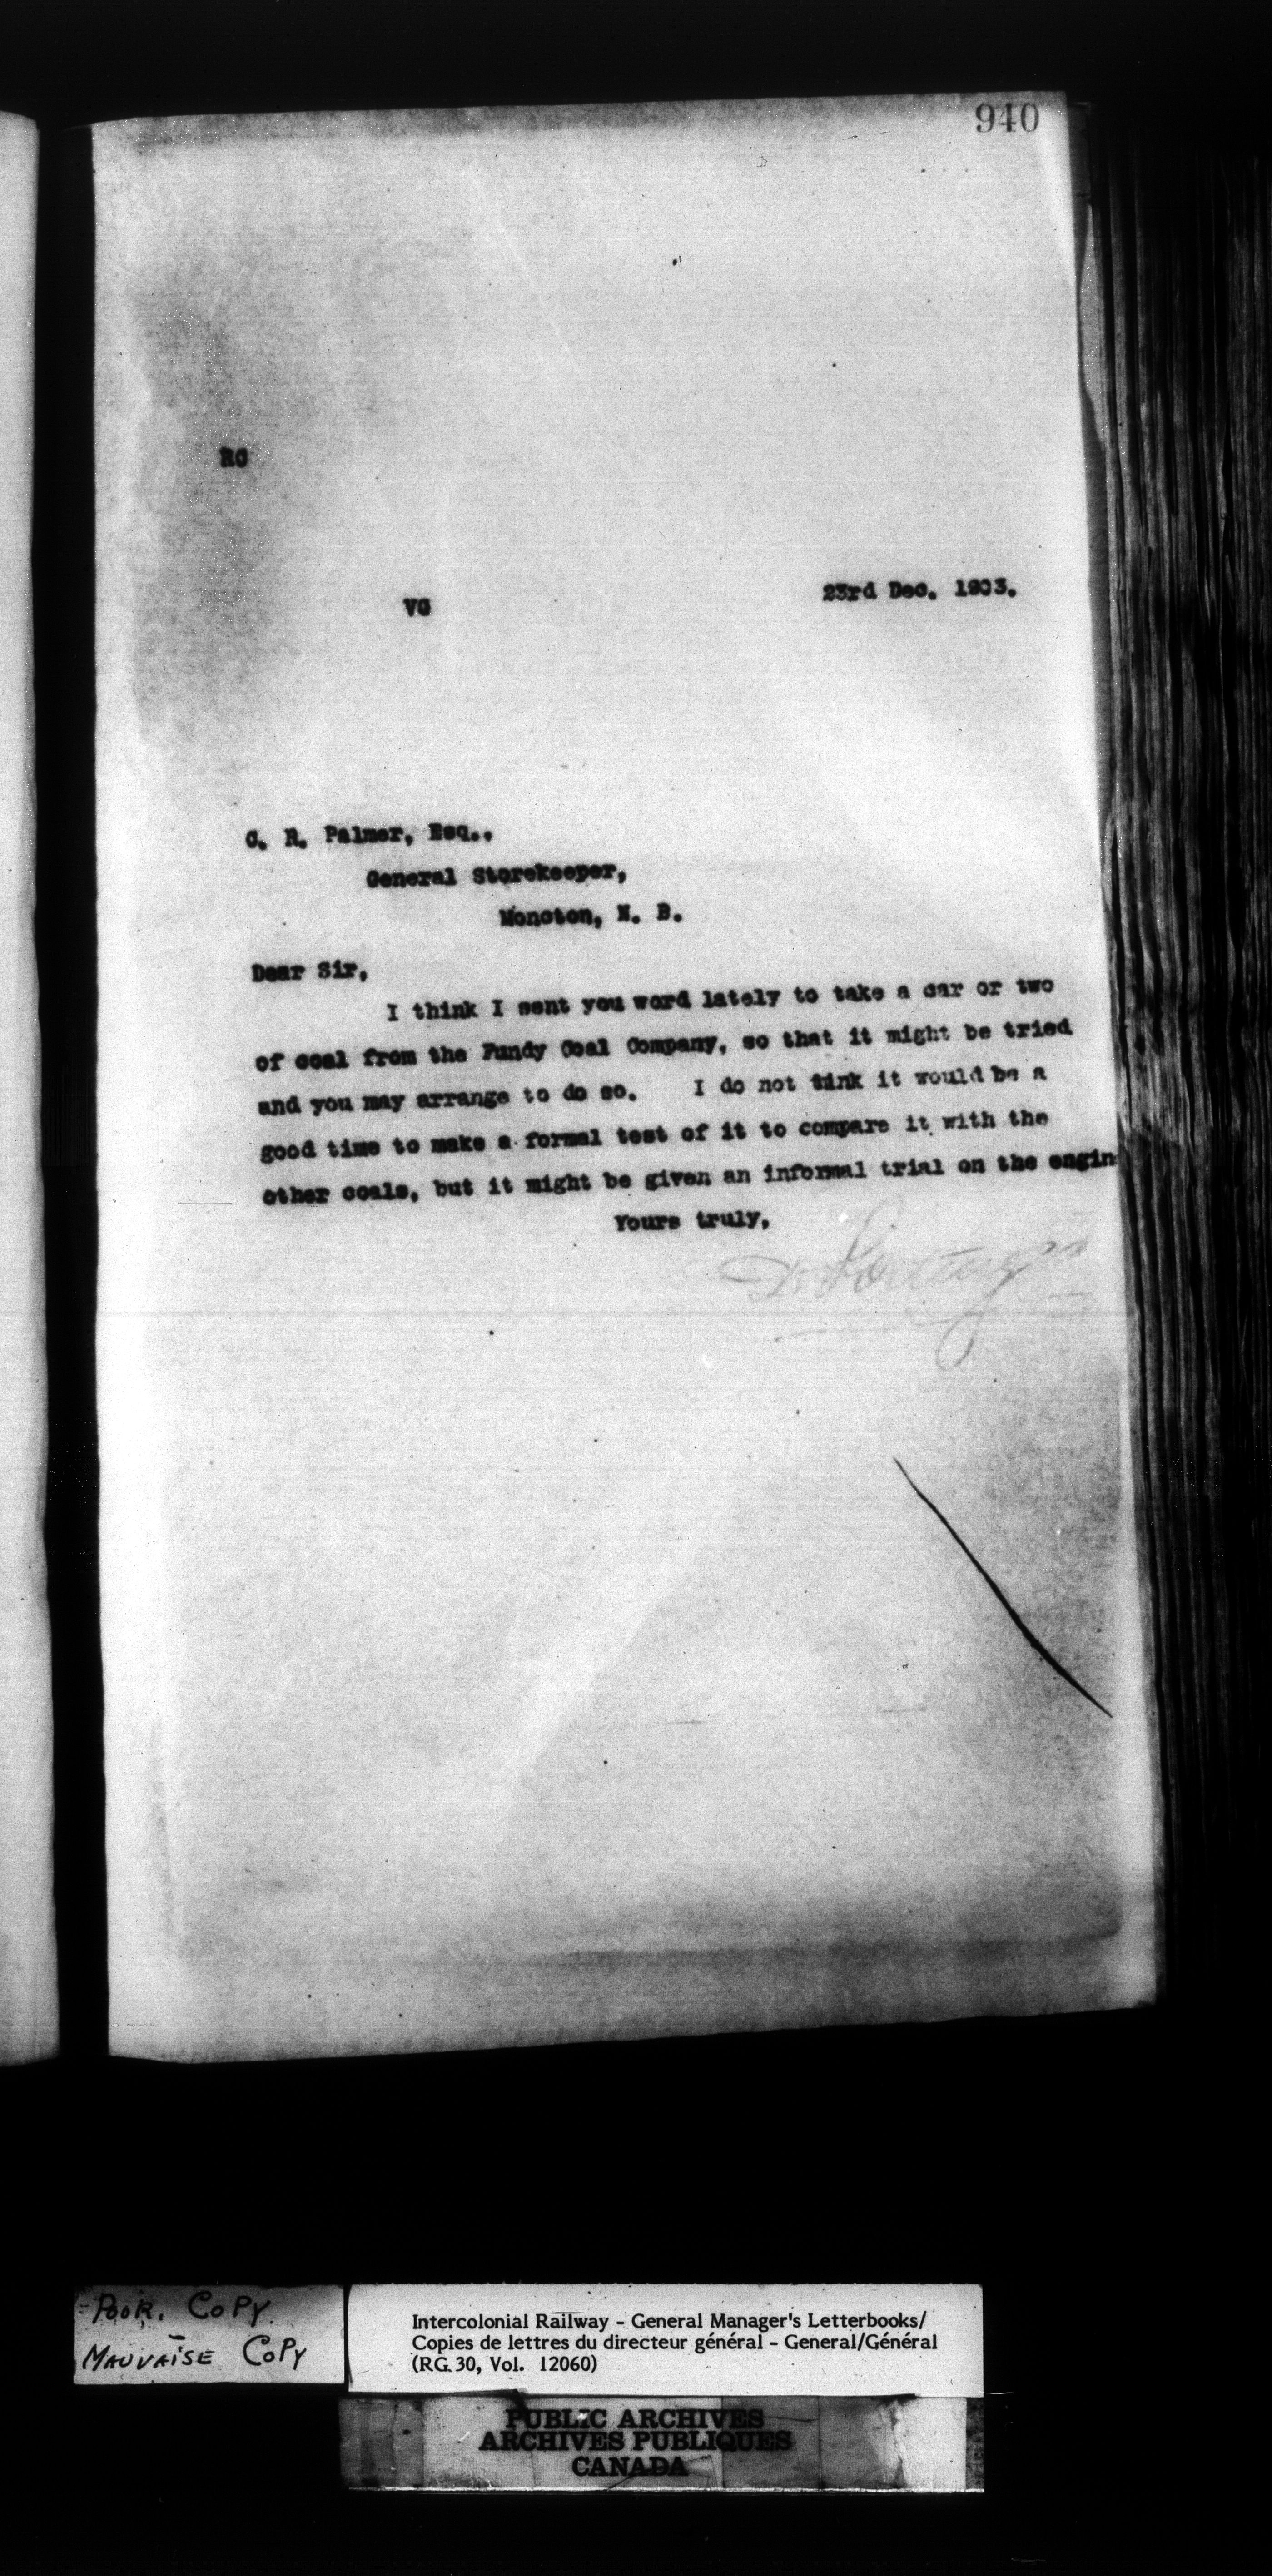 940
RC
VG
23rd Dec. 1903.
C. R. Palmer, Esq.,
General Storekeeper,
Moncton, N. B.
Dear Sir,
I think I sent you word lately to take a car or two
of coal from the Fundy Coal Company, so that it might be tried
and you may arrange to do so. I do not tink it would be a
good time to make a formal test of it to compare it with the
other coals, but it might be given an informal trial on the engin
Yours truly,
D. Pottinger
POOR. COPY.
MAUVAISE COPY
Intercolonial Railway - General Manager's Letterbooks/
Copies de lettres du directeur général - General/Général
(RG 30, Vol. 12060)
PUBLIC ARCHIVES
ARCHIVES PUBLIQUES
CANADA